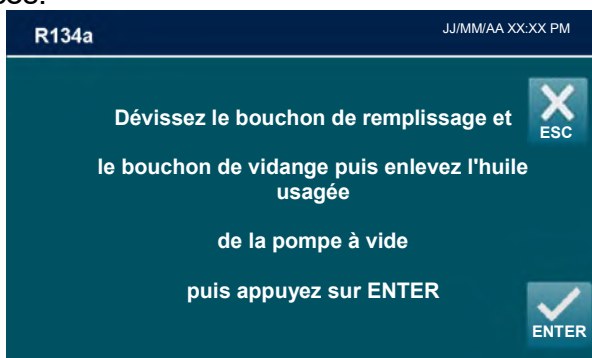 R134a
JJ/MM/AA XX:XX PM
Dévissez le bouchon de remplissage et
ESC
le bouchon de vidange puis enlevez l'huile
usagée
de la pompe à vide
puis appuyez sur ENTER
ENTER